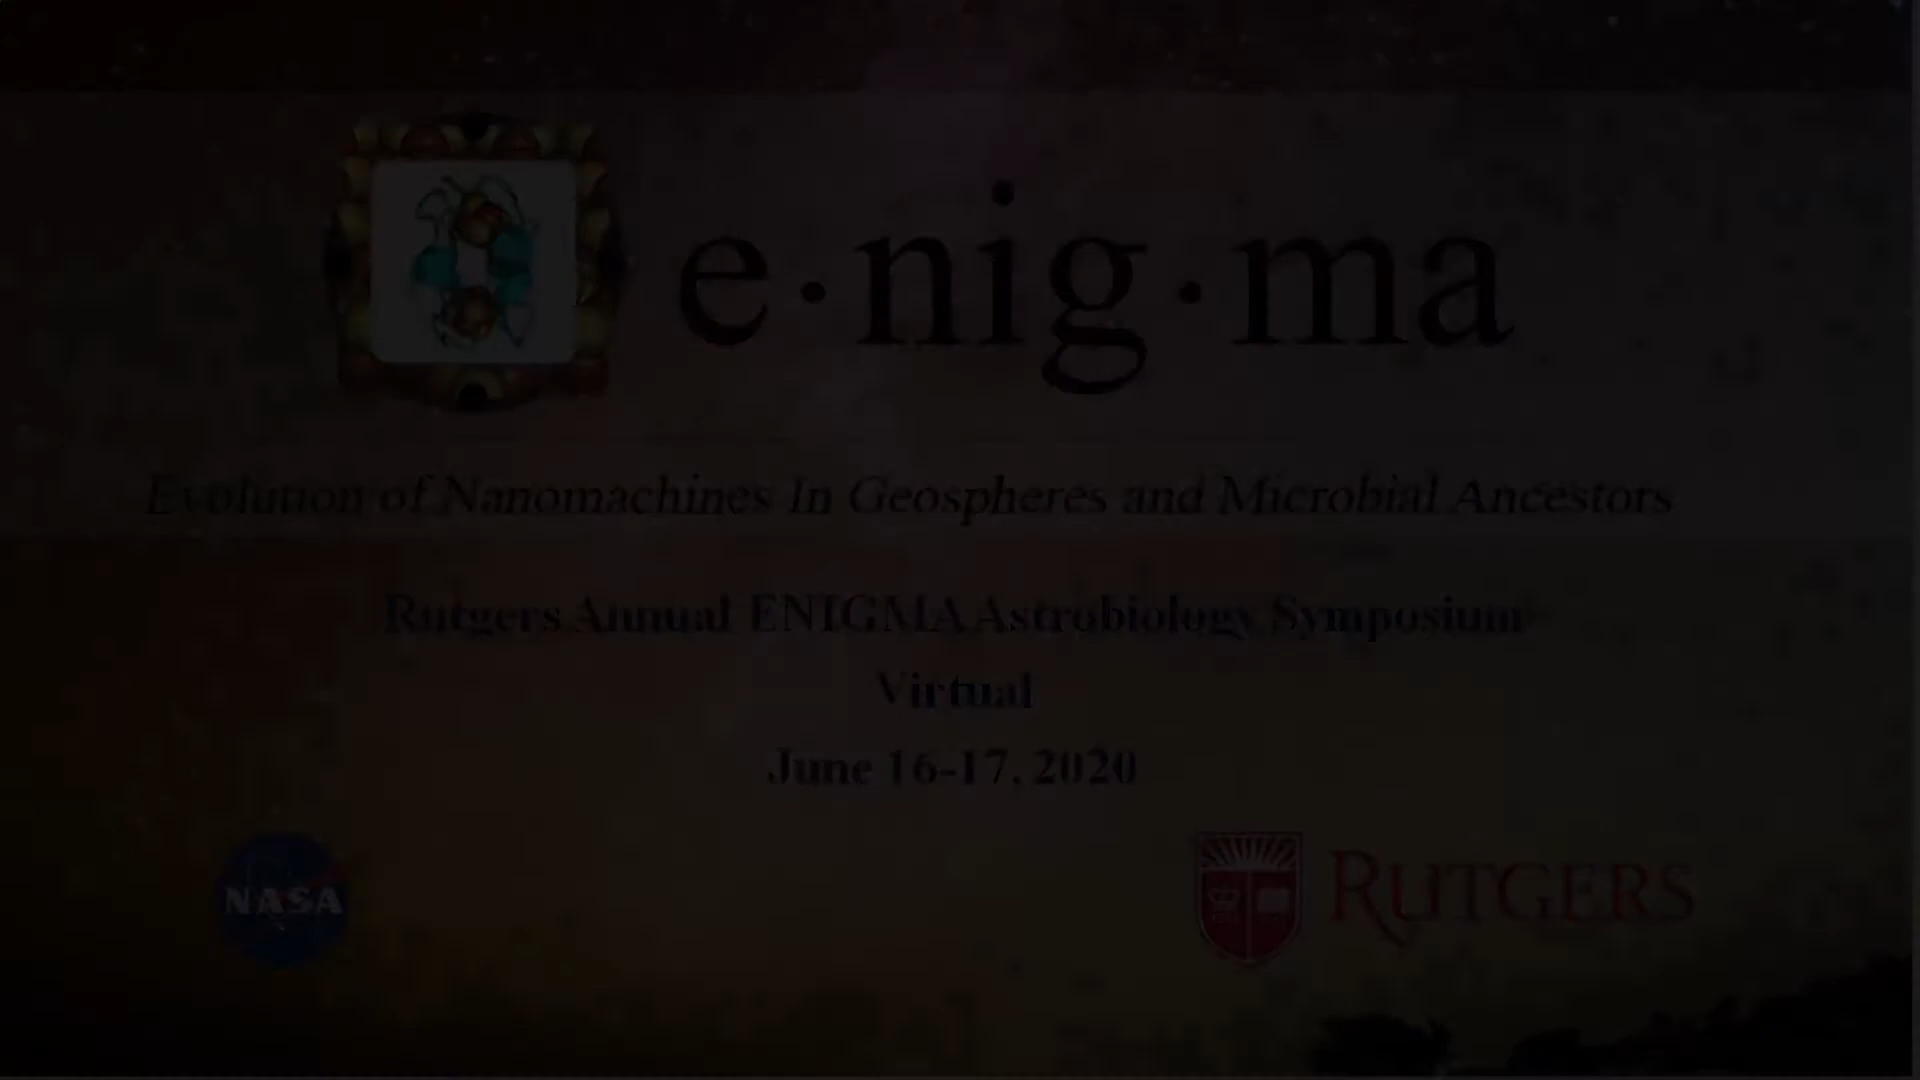 e·nig·ma
Evolution of Nanomachines In Geospheres and Microbial Ancestors
Rutgers Annual ENIGMA Astrobiology Symposium
Virtual
June 16-17, 2020
NASA
RUTGERS